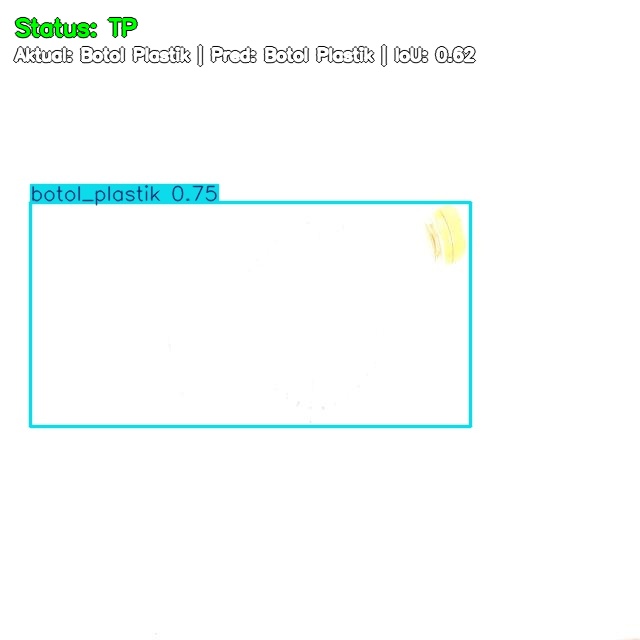 Status: TP
Aktual: Botol Plastik | Pred: Botol Plastik | IoU: 0.62
botol_plastik 0.75